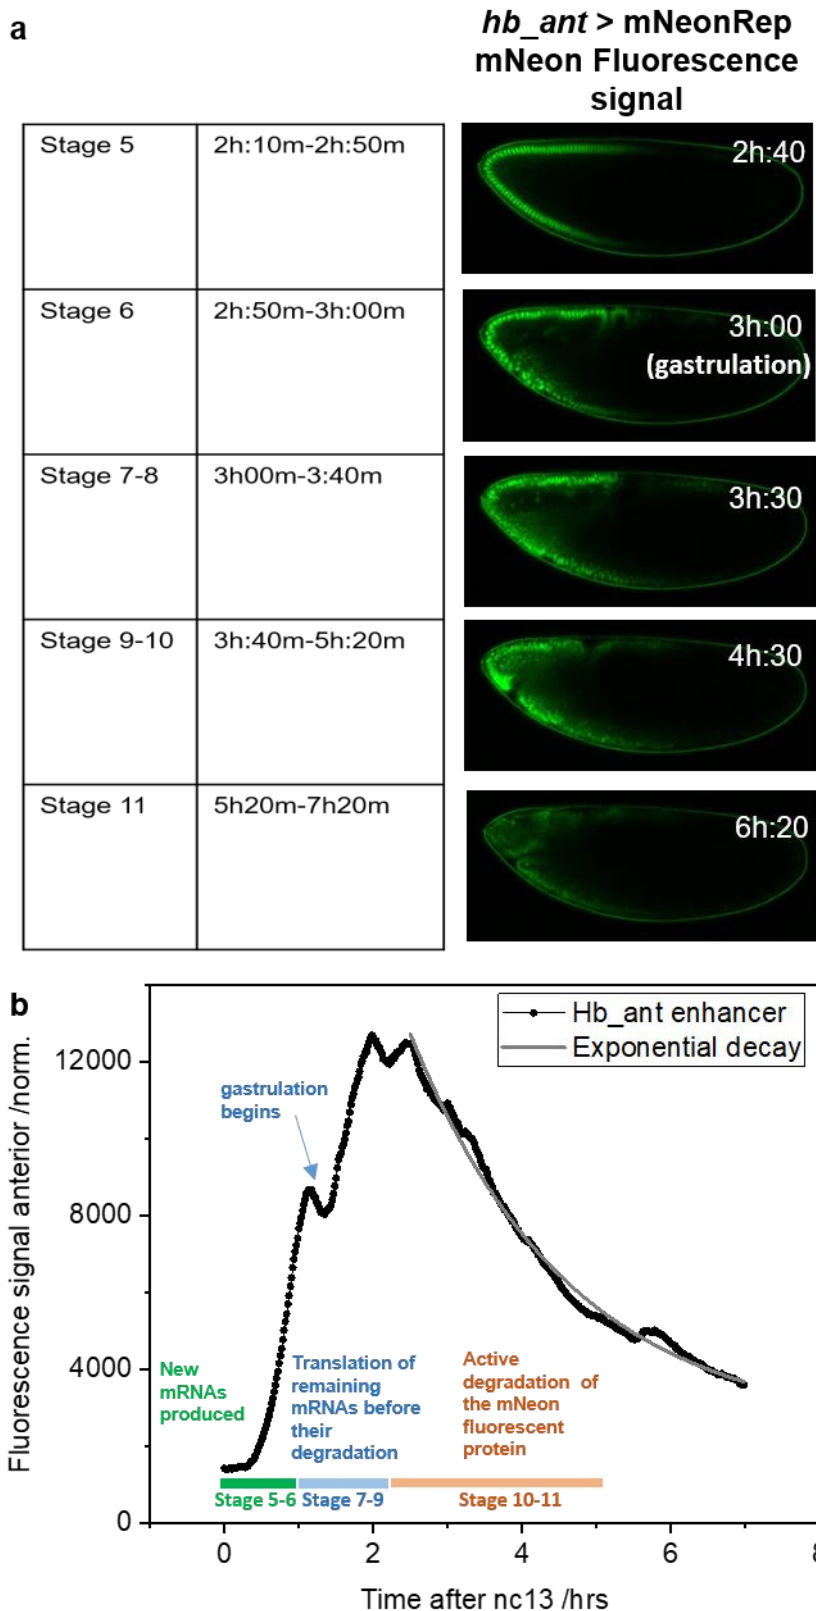 a
hb_ant > mNeonRep
mNeon Fluorescence
signal
Stage 5
2h:10m-2h:50m
2h:40
Stage 6
2h:50m-3h:00m
3h:00
(gastrulation)
Stage 7-8
3h00m-3:40m
3h:30
Stage 9-10
3h:40m-5h:20m
4h:30
Stage 11
5h20m-7h20m
6h:20
b
Hb_ant enhancer
Exponential decay
Fluorescence signal anterior /norm.
12000
8000
4000
0
gastrulation
begins
New
mRNAs
produced
Translation of
remaining
mRNAs before
their
degradation
Active
degradation of
the mNeon
fluorescent
protein
Stage 5-6
Stage 7-9
Stage 10-11
0
2
4
6
8
Time after nc13 /hrs